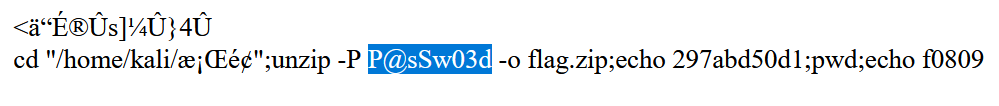 <ä“É®Ûs]¼Û}4Û
cd "/home/kali/æ¡Œé¢";unzip -P P@sSw03d -o flag.zip;echo 297abd50d1;pwd;echo f0809